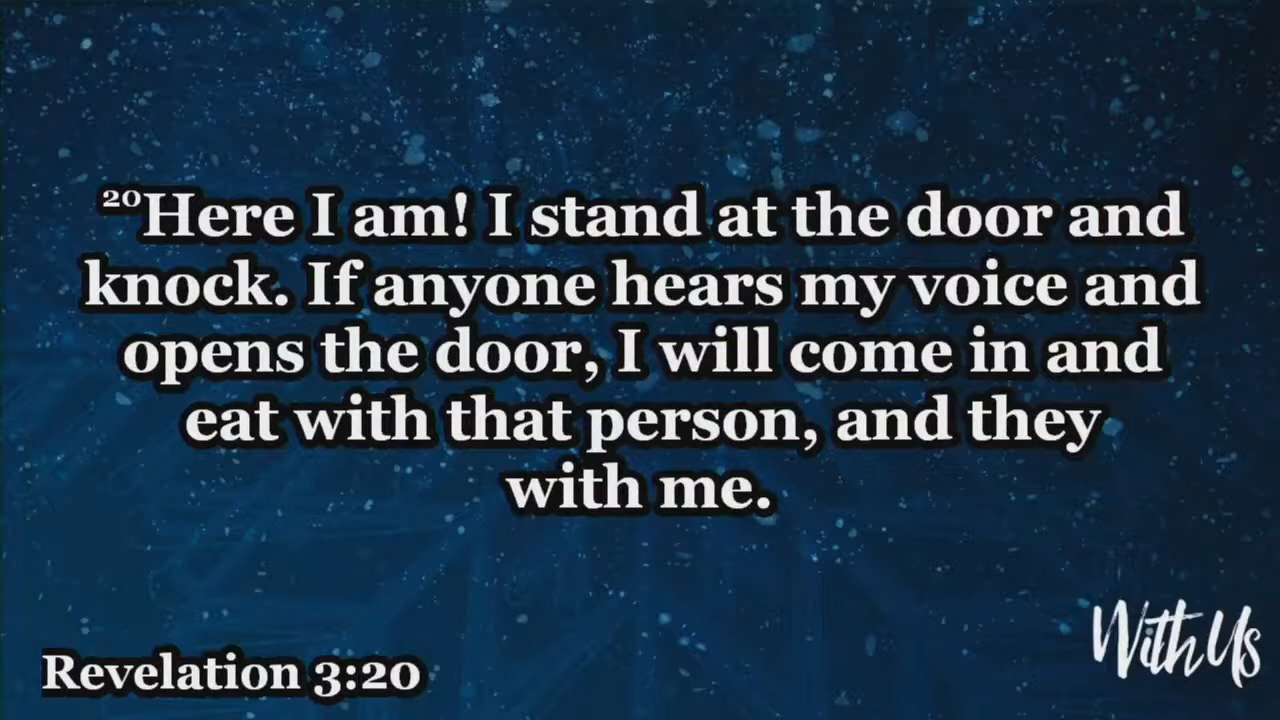 ²⁰Here I am! I stand at the door and
knock. If anyone hears my voice and
opens the door, I will come in and
eat with that person, and they
with me.
Revelation 3:20
With Us